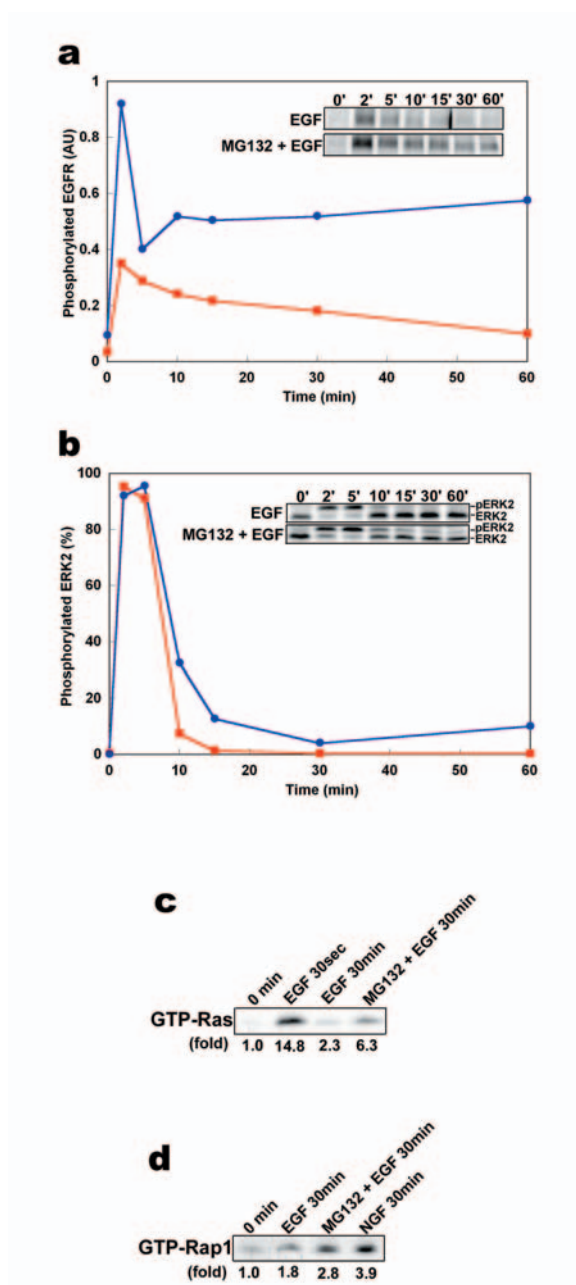 a
Phosphorylated EGFR (AU)
1
0.8
0.6
0.4
0.2
0
0' 2' 5' 10' 15' 30' 60'
EGF
MG132 + EGF
0 10 20 30 40 50 60
Time (min)
b
Phosphorylated ERK2 (%)
100
80
60
40
20
0
0' 2' 5' 10' 15' 30' 60'
EGF
-pERK2
-ERK2
MG132 + EGF
-pERK2
-ERK2
0 10 20 30 40 50 60
Time (min)
c
0 min EGF 30sec EGF 30min MG132 + EGF 30min
GTP-Ras
(fold) 1.0 14.8 2.3 6.3
d
0 min EGF 30min MG132 + EGF 30min NGF 30min
GTP-Rap1
(fold) 1.0 1.8 2.8 3.9